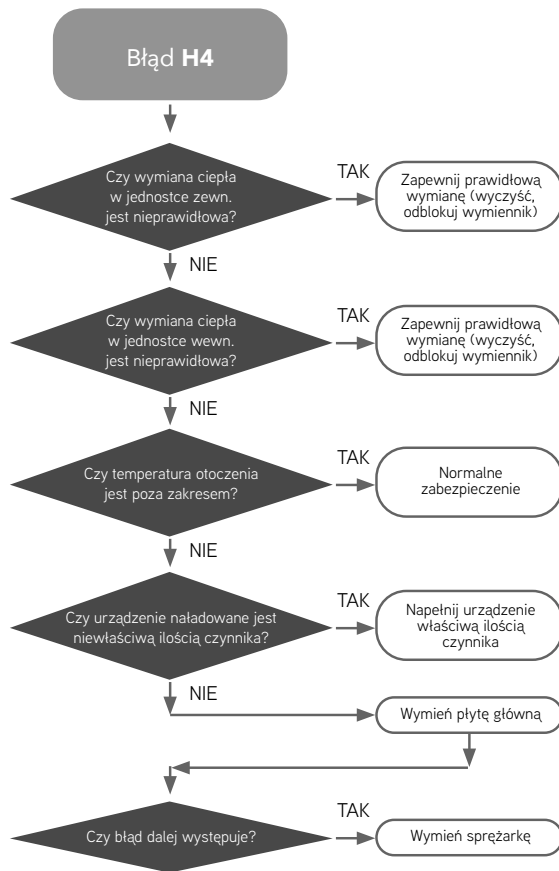 Błąd H4
Czy wymiana ciepła
w jednostce zewn.
jest nieprawidłowa?
TAK
Zapewnij prawidłową
wymianę (wyczyść,
odblokuj wymiennik)
NIE
Czy wymiana ciepła
w jednostce wewn.
jest nieprawidłowa?
TAK
Zapewnij prawidłową
wymianę (wyczyść,
odblokuj wymiennik)
NIE
Czy temperatura otoczenia
jest poza zakresem?
TAK
Normalne
zabezpieczenie
NIE
Czy urządzenie naładowane jest
niewłaściwą ilością czynnika?
TAK
Napełnij urządzenie
właściwą ilością
czynnika
NIE
Wymień płytę główną
Czy błąd dalej występuje?
TAK
Wymień sprężarkę